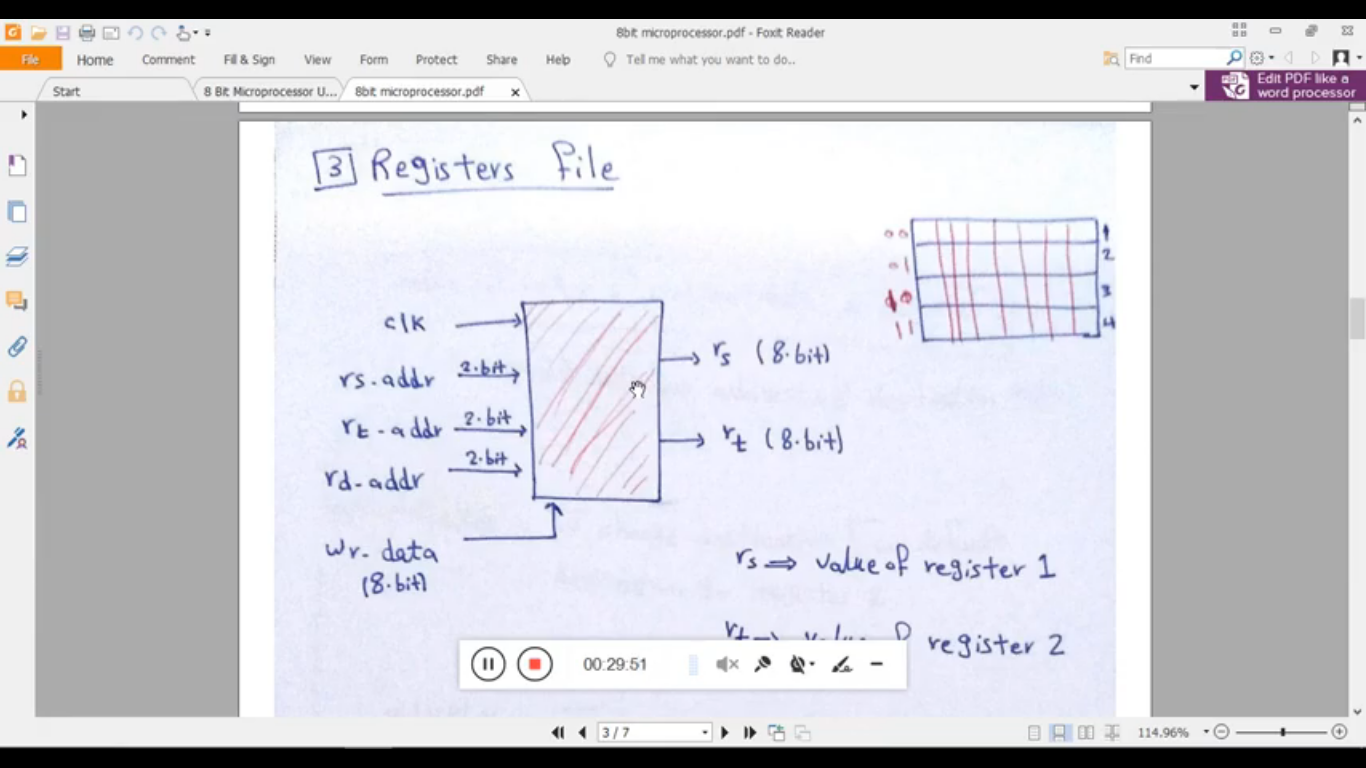 8bit microprocessor.pdf - Foxit Reader
File Home Comment Fill & Sign View Form Protect Share Help Tell me what you want to do.. Find
Start 8 Bit Microprocessor U... 8bit microprocessor.pdf Edit PDF like a
word processor
3 Registers file
00 1
01 2
10 3
11 4
clk
rs-addr 2-bit
rs (8-bit)
rt-addr 2-bit
rt (8-bit)
rd-addr 2-bit
wr-data
(8-bit)
rs ⇒ value of register 1
rt ⇒ register 2
00:29:51
3 / 7 114.96%